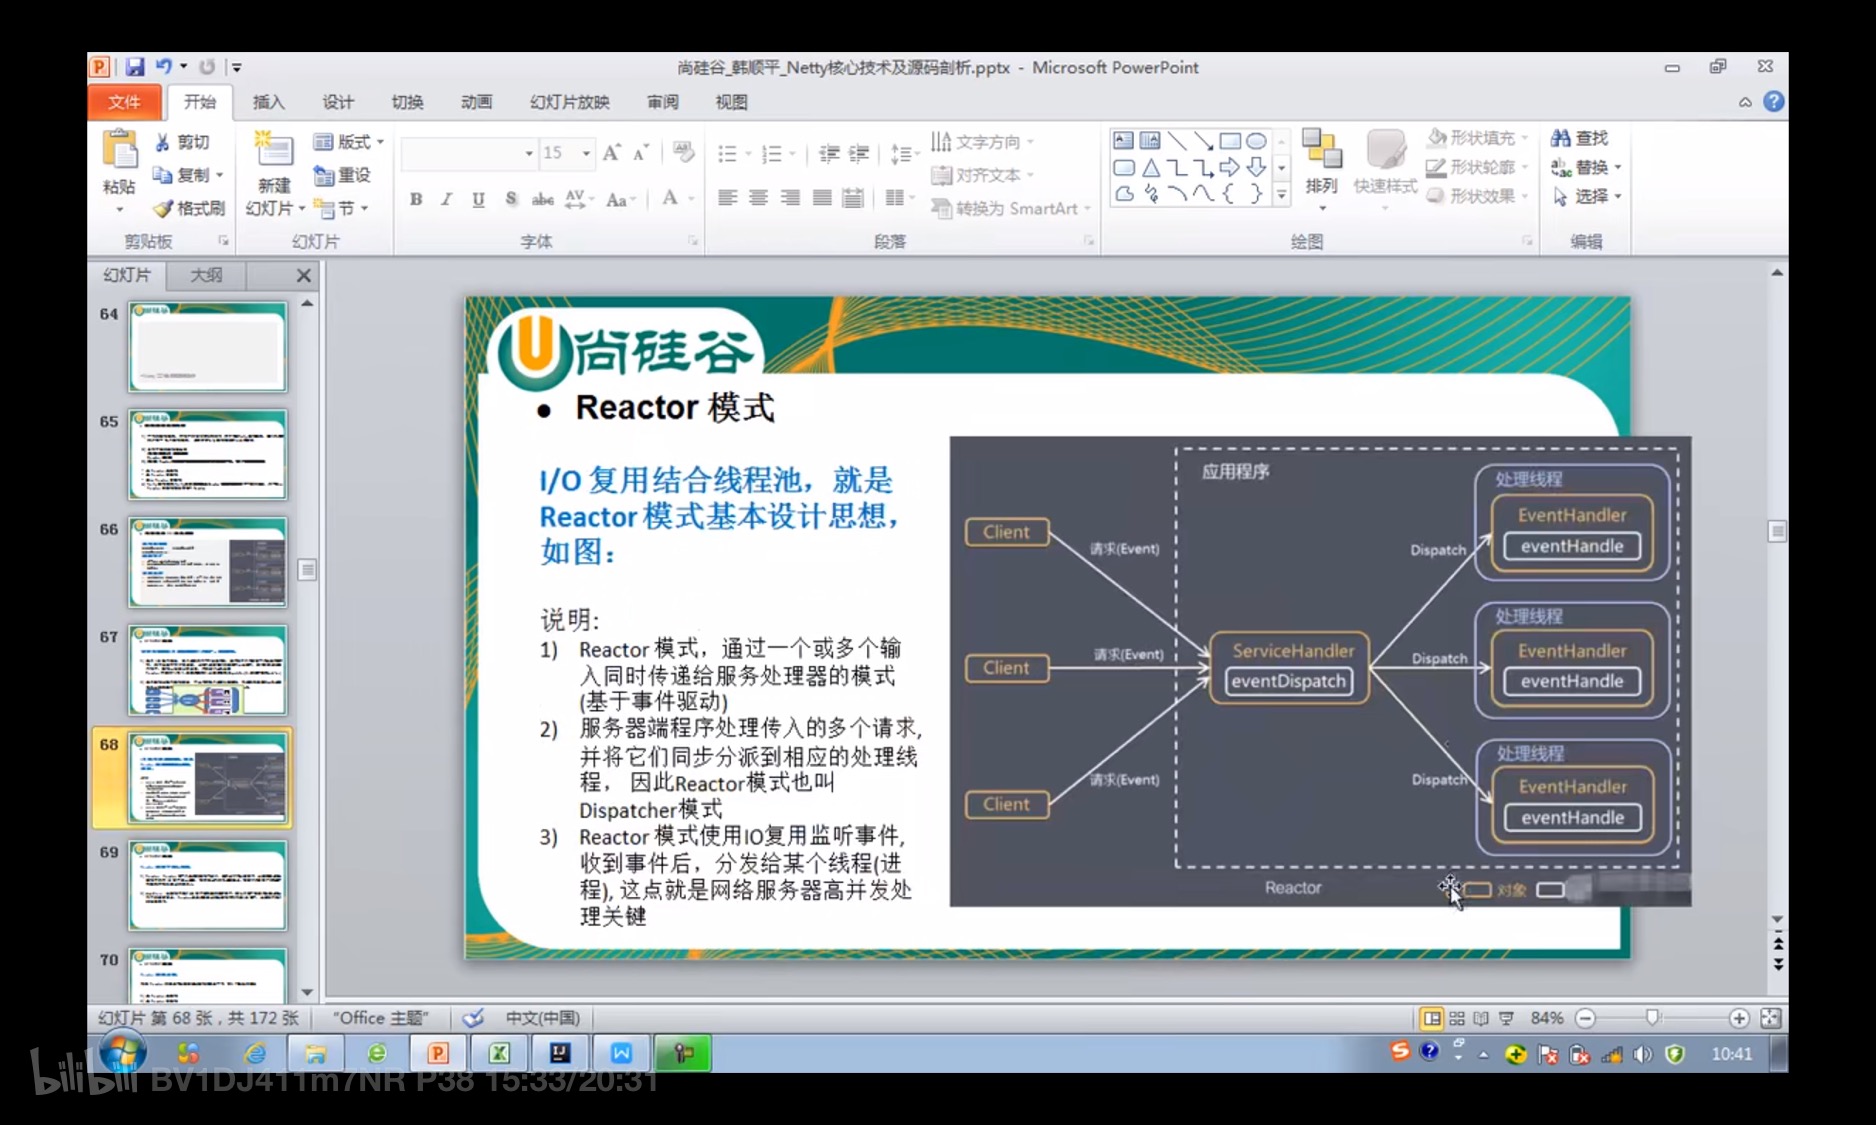 尚硅谷_韩顺平_Netty核心技术及源码剖析.pptx - Microsoft PowerPoint
文件 开始 插入 设计 切换 动画 幻灯片放映 审阅 视图
粘贴 剪切 复制 格式刷
剪贴板
新建幻灯片 版式 重设 节
幻灯片
15
B I U S abc AV Aa A
字体
文字方向
对齐文本
转换为 SmartArt
段落
排列 快速样式
形状填充
形状轮廓
形状效果
绘图
查找
替换
选择
编辑
幻灯片 大纲
64
65
66
67
68
69
70
尚硅谷
• Reactor 模式
I/O 复用结合线程池，就是
Reactor 模式基本设计思想，
如图：
说明:
1) Reactor 模式，通过一个或多个输
入同时传递给服务处理器的模式
(基于事件驱动)
2) 服务器端程序处理传入的多个请求,
并将它们同步分派到相应的处理线
程， 因此Reactor模式也叫
Dispatcher模式
3) Reactor 模式使用IO复用监听事件,
收到事件后，分发给某个线程(进
程), 这点就是网络服务器高并发处
理关键
应用程序
Client
请求(Event)
Client
请求(Event)
Client
请求(Event)
ServiceHandler
eventDispatch
Dispatch
Dispatch
Dispatch
处理线程
EventHandler
eventHandle
处理线程
EventHandler
eventHandle
处理线程
EventHandler
eventHandle
Reactor
对象
幻灯片 第 68 张，共 172 张
"Office 主题"
中文(中国)
84%
10:41
bilibili BV1DJ411m7NR P38 15:33/20:31